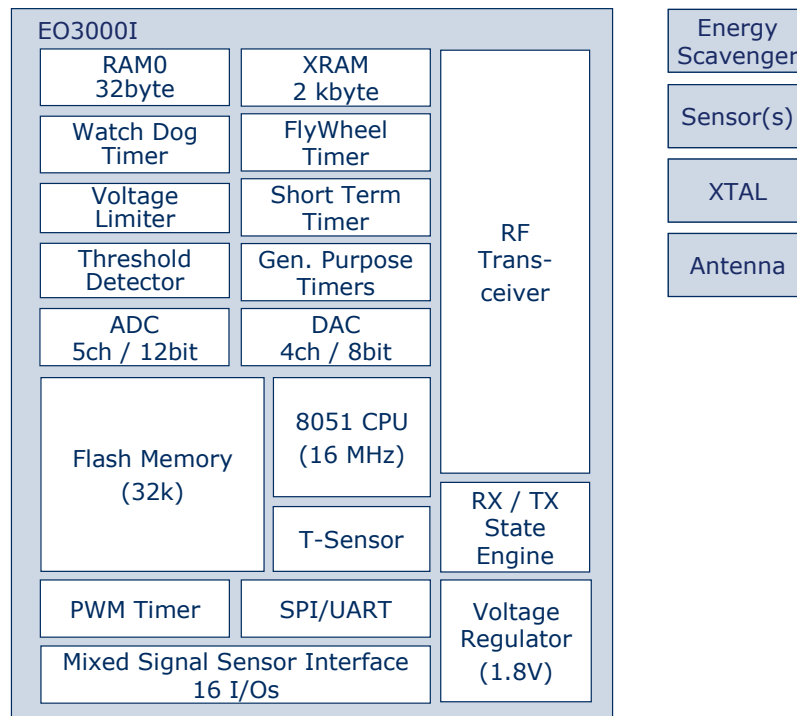 EO3000I
RAM0
32byte
XRAM
2 kbyte
Watch Dog
Timer
FlyWheel
Timer
Voltage
Limiter
Short Term
Timer
Threshold
Detector
Gen. Purpose
Timers
ADC
5ch / 12bit
DAC
4ch / 8bit
RF
Trans-
ceiver
Flash Memory
(32k)
8051 CPU
(16 MHz)
T-Sensor
RX / TX
State
Engine
PWM Timer
SPI/UART
Voltage
Regulator
(1.8V)
Mixed Signal Sensor Interface
16 I/Os
Energy
Scavenger
Sensor(s)
XTAL
Antenna